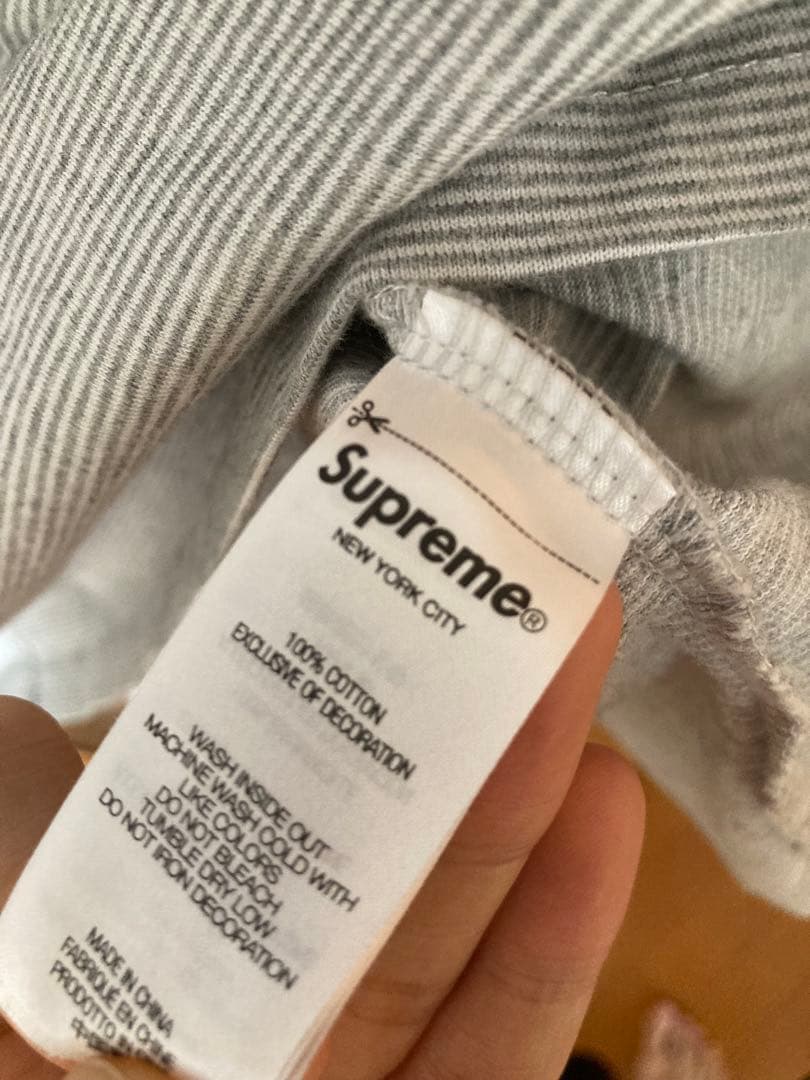 Supreme®
NEW YORK CITY
100% COTTON
EXCLUSIVE OF DECORATION
WASH INSIDE OUT
MACHINE WASH COLD WITH
LIKE COLORS
DO NOT BLEACH
TUMBLE DRY LOW
DO NOT IRON DECORATION
MADE IN CHINA
FABRIQUÉ EN CHINE
PRODOTTO IN